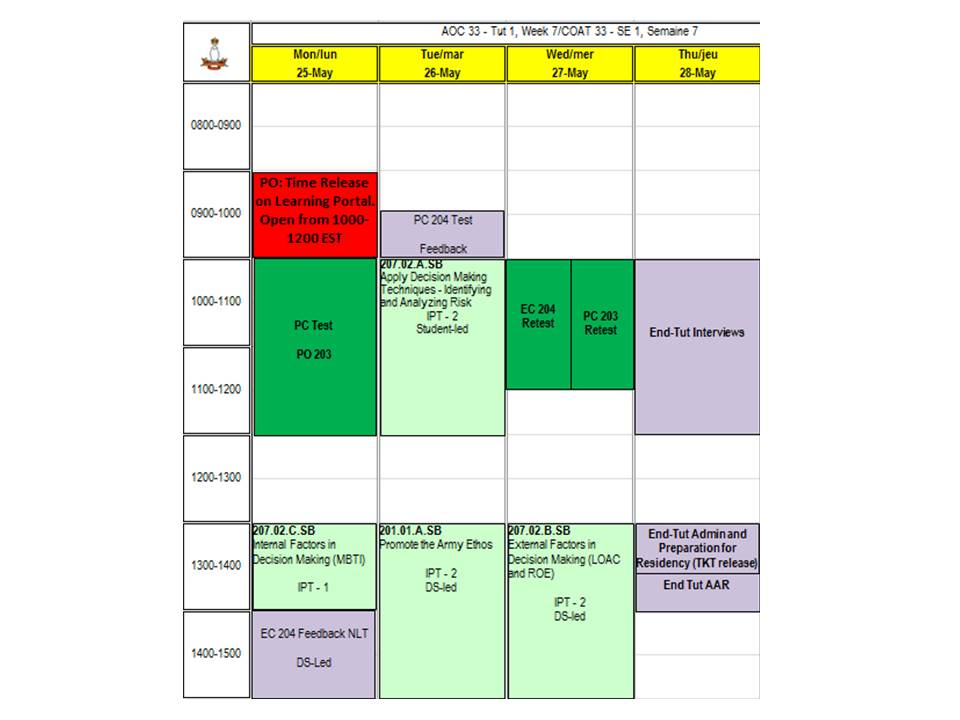 AOC 33 - Tut 1, Week 7/COAT 33 - SE 1, Semaine 7
Mon/lun
25-May
Tue/mar
26-May
Wed/mer
27-May
Thu/jeu
28-May
0800-0900
0900-1000
PO: Time Release
on Learning Portal.
Open from 1000-
1200 EST
PC 204 Test
Feedback
1000-1100
PC Test
PO 203
207.02.A.SB
Apply Decision Making
Techniques - Identifying
and Analyzing Risk
IPT - 2
Student-led
EC 204
Retest
PC 203
Retest
End-Tut Interviews
1100-1200
1200-1300
1300-1400
207.02.C.SB
Internal Factors in
Decision Making (MBTI)
IPT - 1
201.01.A.SB
Promote the Army Ethos
IPT - 2
DS-led
207.02.B.SB
External Factors in
Decision Making (LOAC
and ROE)
IPT - 2
DS-led
End-Tut Admin and
Preparation for
Residency (TKT release)
End Tut AAR
1400-1500
EC 204 Feedback NLT
DS-Led